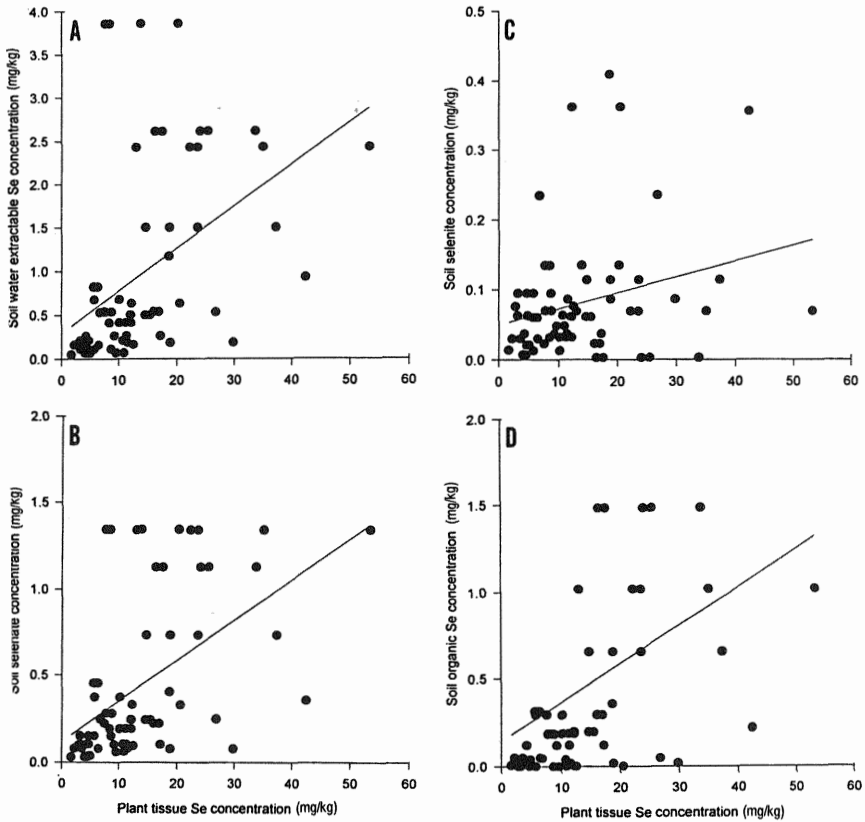 A
Soil water extractable Se concentration (mg/kg)
4.0
3.5
3.0
2.5
2.0
1.5
1.0
0.5
0.0
0 10 20 30 40 50 60
C
Soil selenite concentration (mg/kg)
0.5
0.4
0.3
0.2
0.1
0.0
0 10 20 30 40 50 60
B
Soil selenate concentration (mg/kg)
2.0
1.5
1.0
0.5
0.0
0 10 20 30 40 50 60
Plant tissue Se concentration (mg/kg)
D
Soil organic Se concentration (mg/kg)
2.0
1.5
1.0
0.5
0.0
0 10 20 30 40 50 60
Plant tissue Se concentration (mg/kg)